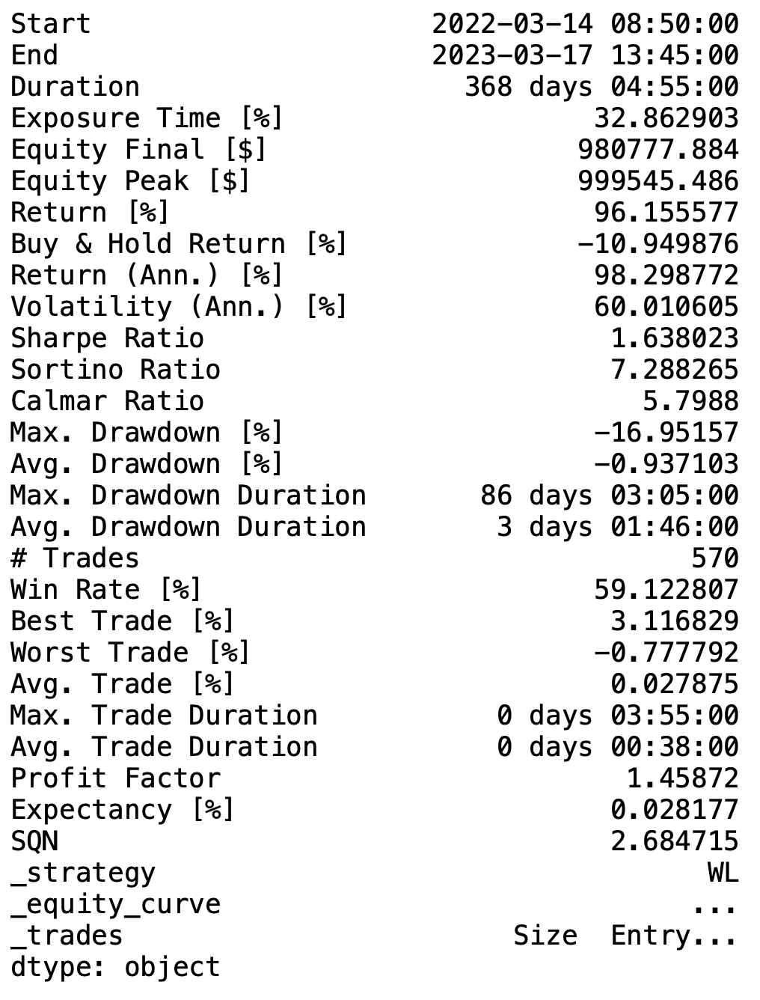 Start 2022-03-14 08:50:00
End 2023-03-17 13:45:00
Duration 368 days 04:55:00
Exposure Time [%] 32.862903
Equity Final [$] 980777.884
Equity Peak [$] 999545.486
Return [%] 96.155577
Buy & Hold Return [%] -10.949876
Return (Ann.) [%] 98.298772
Volatility (Ann.) [%] 60.010605
Sharpe Ratio 1.638023
Sortino Ratio 7.288265
Calmar Ratio 5.7988
Max. Drawdown [%] -16.95157
Avg. Drawdown [%] -0.937103
Max. Drawdown Duration 86 days 03:05:00
Avg. Drawdown Duration 3 days 01:46:00
# Trades 570
Win Rate [%] 59.122807
Best Trade [%] 3.116829
Worst Trade [%] -0.777792
Avg. Trade [%] 0.027875
Max. Trade Duration 0 days 03:55:00
Avg. Trade Duration 0 days 00:38:00
Profit Factor 1.45872
Expectancy [%] 0.028177
SQN 2.684715
_strategy WL
_equity_curve ...
_trades Size Entry...
dtype: object